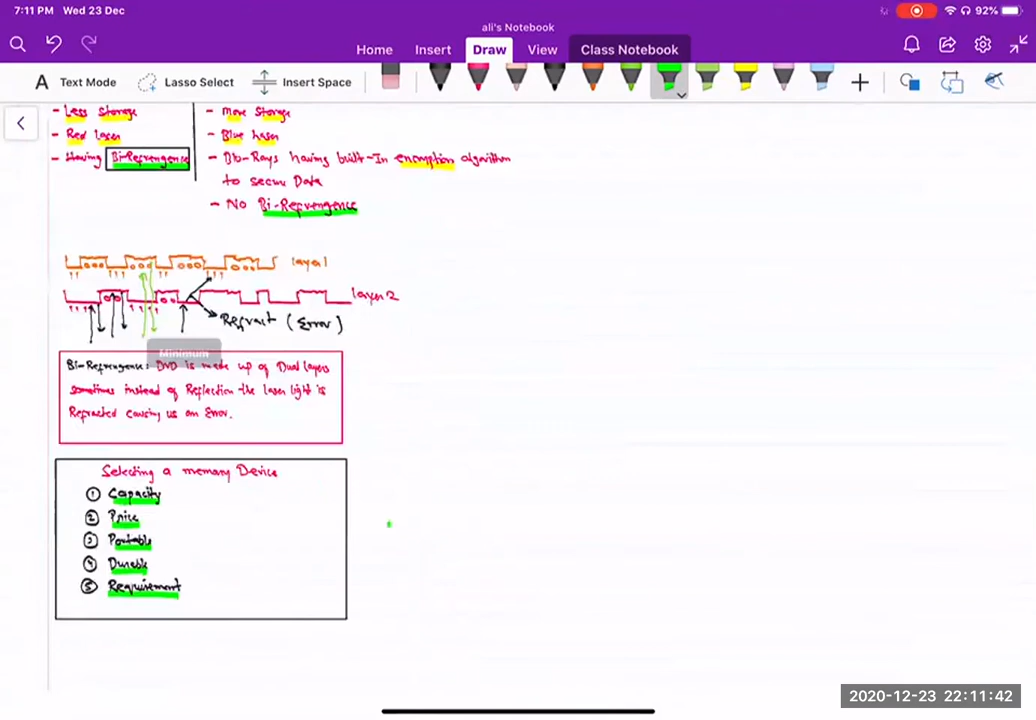 7:11 PM Wed 23 Dec
92%
ali's Notebook
Home Insert Draw View Class Notebook
A Text Mode Lasso Select Insert Space
- Less Storage
- Red laser
- Having Bi-Refrengence
- More Storage
- Blue laser
- Blu-Rays having built-In encryption algorithm
to secure Data
- No Bi-Refrengence
layer 1
layer 2
Refract (Error)
Minimum
Bi-Refrengence: DVD is made up of Dual layers
sometimes instead of Reflection the laser light is
Refracted causing us an Error.
Selecting a memory Device
① Capacity
② Price
③ Portable
④ Durable
⑤ Requirement
2020-12-23 22:11:42